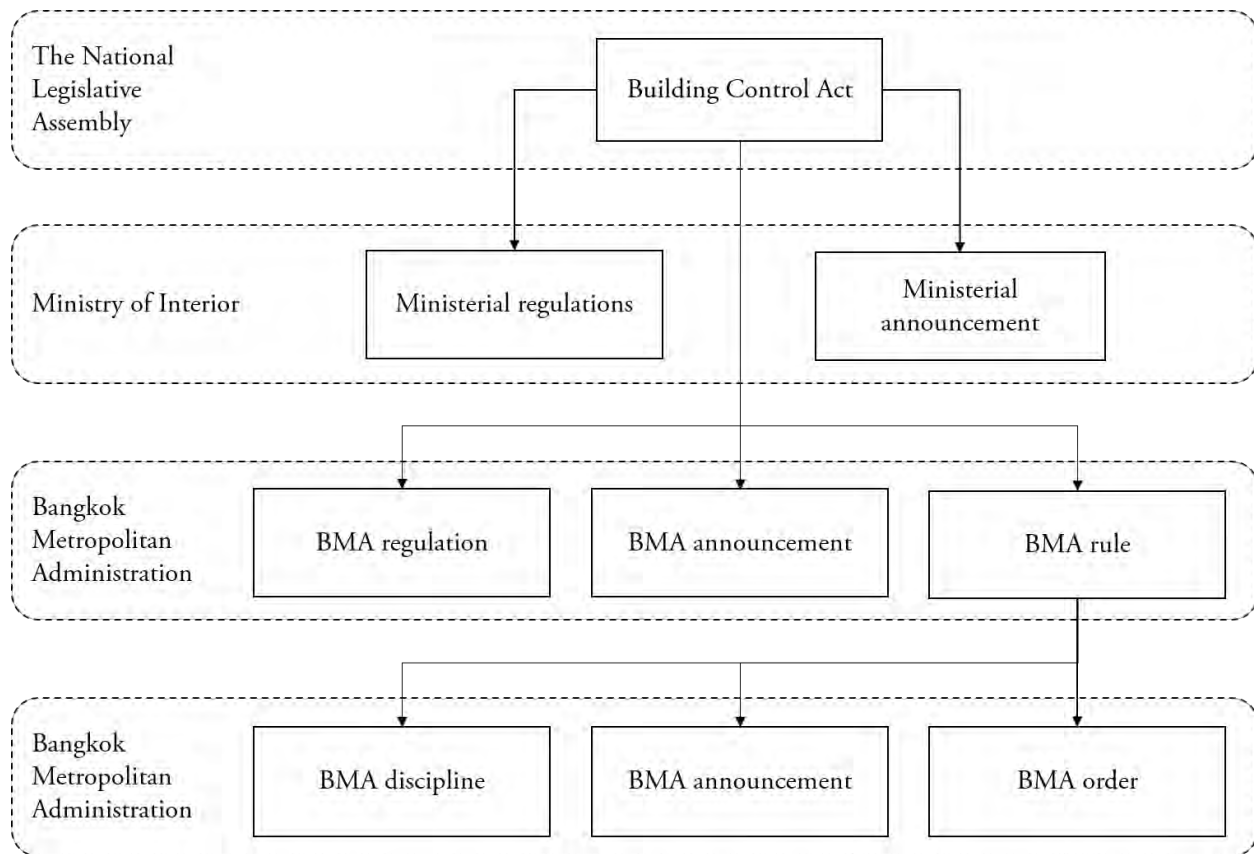 The National
Legislative
Assembly
Building Control Act
Ministry of Interior
Ministerial regulations
Ministerial
announcement
Bangkok
Metropolitan
Administration
BMA regulation
BMA announcement
BMA rule
Bangkok
Metropolitan
Administration
BMA discipline
BMA announcement
BMA order